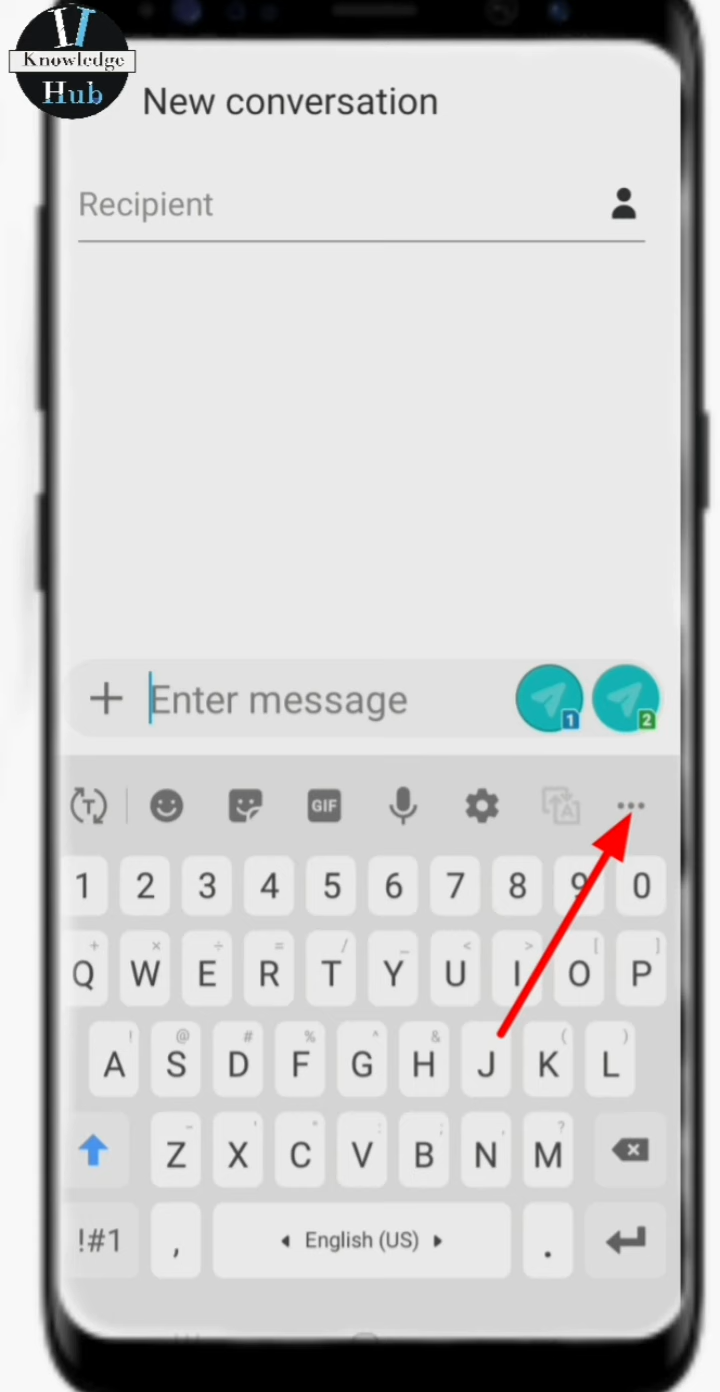 Knowledge
Hub
New conversation
Recipient
Enter message
1 2
T GIF A
1 2 3 4 5 6 7 8 9 0
+ × ÷ = / _ < > [ ]
Q W E R T Y U I O P
! @ # % ^ & ( )
A S D F G H J K L
- ' " : ; , ?
Z X C V B N M
!#1 , English (US) .